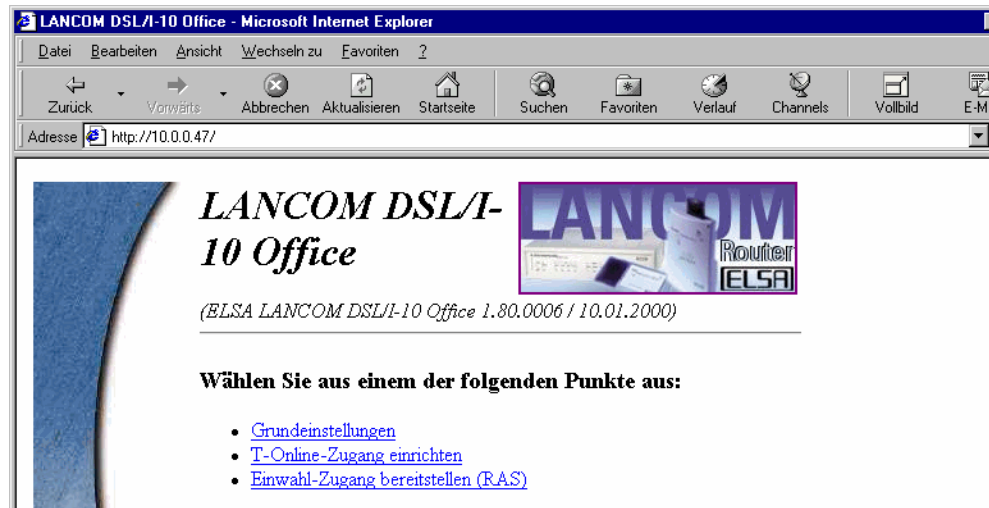 LANCOM DSL/I-10 Office - Microsoft Internet Explorer
Datei Bearbeiten Ansicht Wechseln zu Favoriten ?
Zurück Vorwärts Abbrechen Aktualisieren Startseite Suchen Favoriten Verlauf Channels Vollbild E-M
Adresse http://10.0.0.47/
LANCOM DSL/I-
10 Office
LANCOM
Router
ELSA
(ELSA LANCOM DSL/I-10 Office 1.80.0006 / 10.01.2000)
Wählen Sie aus einem der folgenden Punkte aus:
• Grundeinstellungen
• T-Online-Zugang einrichten
• Einwahl-Zugang bereitstellen (RAS)